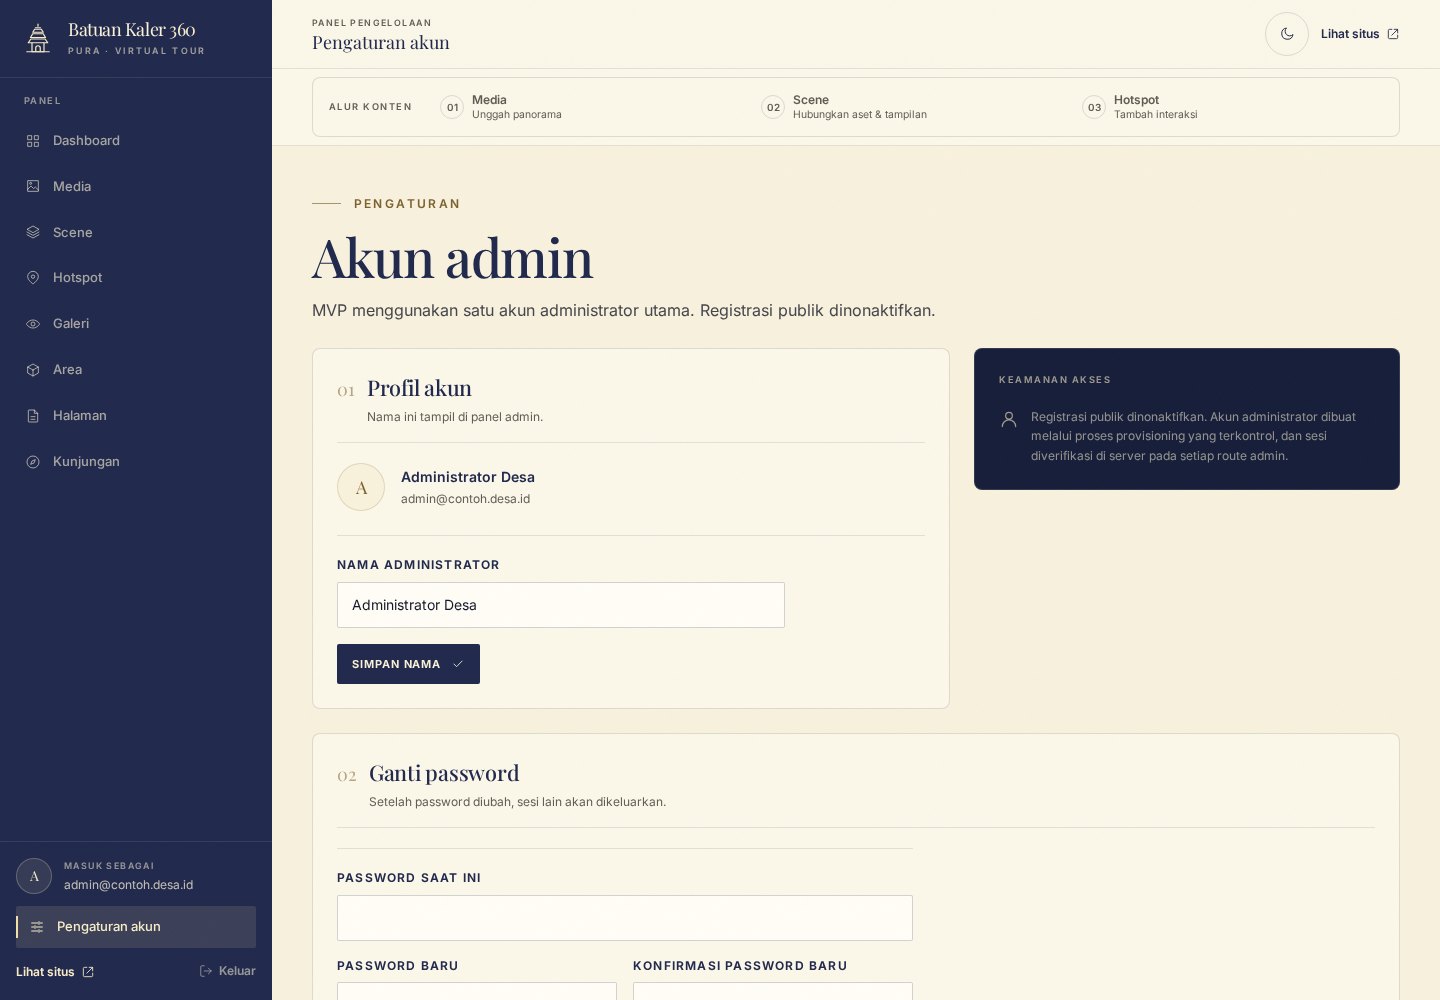 Batuan Kaler 360
PURA · VIRTUAL TOUR
PANEL
Dashboard
Media
Scene
Hotspot
Galeri
Area
Halaman
Kunjungan
A
MASUK SEBAGAI
admin@contoh.desa.id
Pengaturan akun
Lihat situs
Keluar
PANEL PENGELOLAAN
Pengaturan akun
Lihat situs
ALUR KONTEN
01
Media
Unggah panorama
02
Scene
Hubungkan aset & tampilan
03
Hotspot
Tambah interaksi
PENGATURAN
Akun admin
MVP menggunakan satu akun administrator utama. Registrasi publik dinonaktifkan.
01 Profil akun
Nama ini tampil di panel admin.
A
Administrator Desa
admin@contoh.desa.id
NAMA ADMINISTRATOR
Administrator Desa
SIMPAN NAMA
KEAMANAN AKSES
Registrasi publik dinonaktifkan. Akun administrator dibuat
melalui proses provisioning yang terkontrol, dan sesi
diverifikasi di server pada setiap route admin.
02 Ganti password
Setelah password diubah, sesi lain akan dikeluarkan.
PASSWORD SAAT INI
PASSWORD BARU
KONFIRMASI PASSWORD BARU